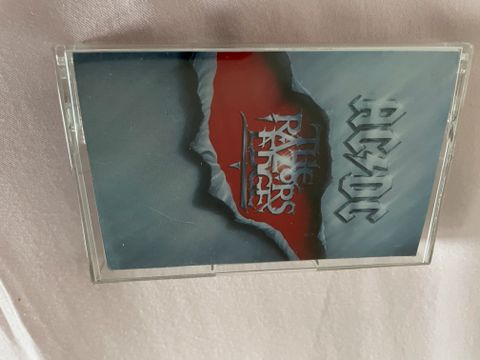 AC/DC
THE
RAZORS
EDGE